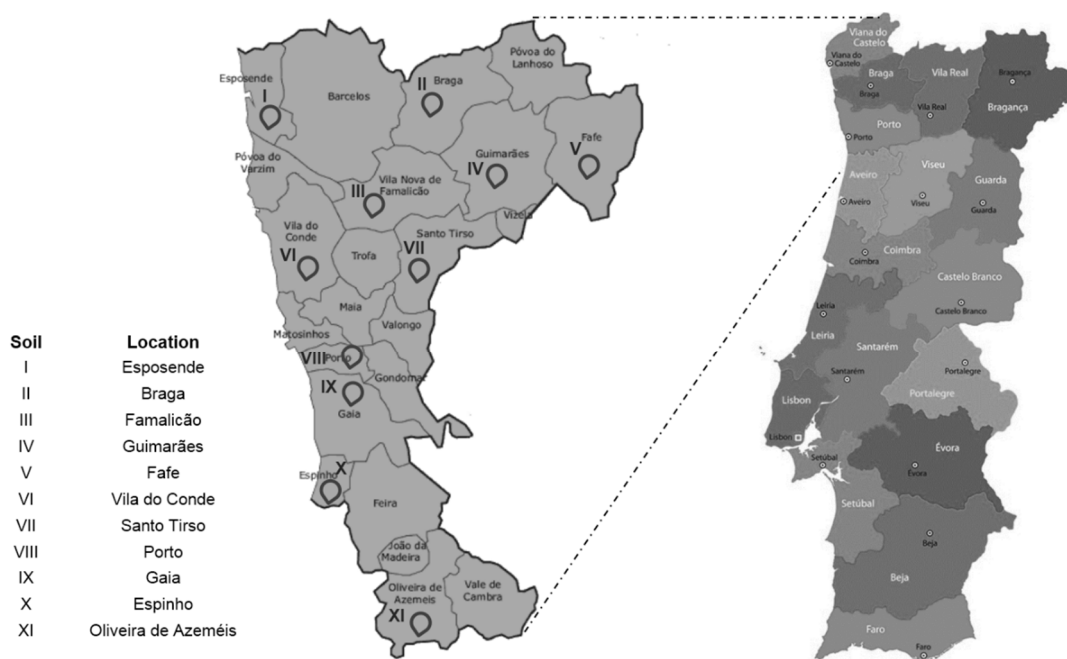 Soil Location
I Esposende
II Braga
III Famalicão
IV Guimarães
V Fafe
VI Vila do Conde
VII Santo Tirso
VIII Porto
IX Gaia
X Espinho
XI Oliveira de Azeméis
Póvoa do
Lanhoso
Esposende
I
Barcelos
II
Braga
Fafe
V
Póvoa do
Varzim
Guimarães
IV
III
Vila Nova de
Famalicão
Vizela
Vila do
Conde
VI
Santo Tirso
VII
Trofa
Maia
Matosinhos
Valongo
VIII
Porto
Gondomar
IX
Gaia
X
Espinho
Feira
João da
Madeira
Oliveira de
Azemeis
XI
Vale de
Cambra
Viana do
Castelo
Viana do
Castelo
Braga
Braga
Vila Real
Vila Real
Bragança
Bragança
Porto
Porto
Aveiro
Aveiro
Viseu
Viseu
Guarda
Guarda
Coimbra
Coimbra
Castelo Branco
Castelo Branco
Leiria
Leiria
Santarém
Santarém
Portalegre
Portalegre
Lisbon
Lisbon
Évora
Évora
Setúbal
Setúbal
Beja
Beja
Faro
Faro